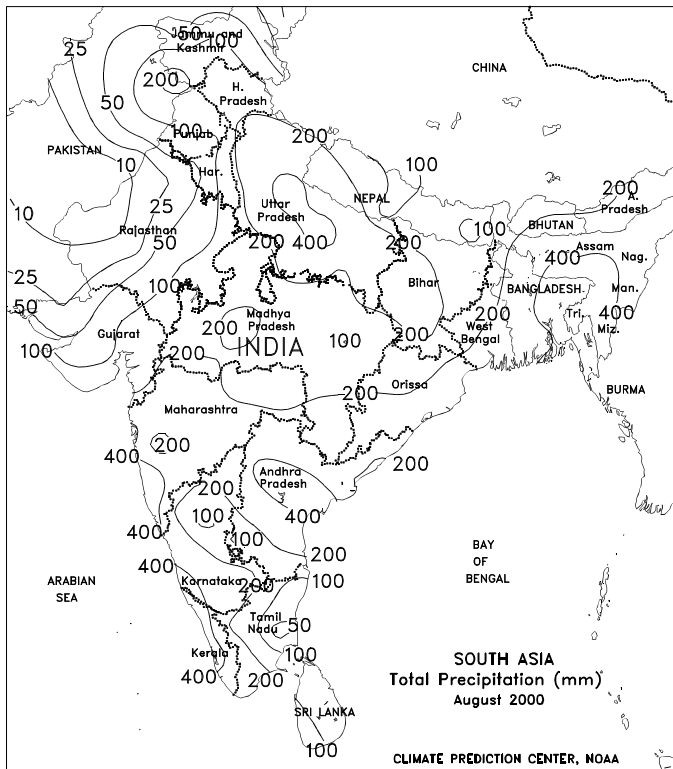 50
Jammu and
Kashmir
100
25
CHINA
200
H.
Pradesh
50
100
Punjab
200
PAKISTAN
10
Har.
100
25
NEPAL
200
A.
Pradesh
10
Uttar
Pradesh
BHUTAN
Rajasthan
50
200
400
200
100
Assam
Nag.
400
25
100
Bihar
BANGLADESH
Man.
50
200
400
Madhya
Pradesh
Tri.
Miz.
Gujarat
200
100
200
West
Bengal
100
INDIA
200
BURMA
200
Orissa
Maharashtra
200
400
200
Andhra
Pradesh
200
100
400
400
100
200
BAY
OF
BENGAL
400
Karnataka
200
100
ARABIAN
SEA
Tamil
Nadu
50
Kerala
100
400
200
SOUTH ASIA
Total Precipitation (mm)
August 2000
SRI LANKA
100
CLIMATE PREDICTION CENTER, NOAA